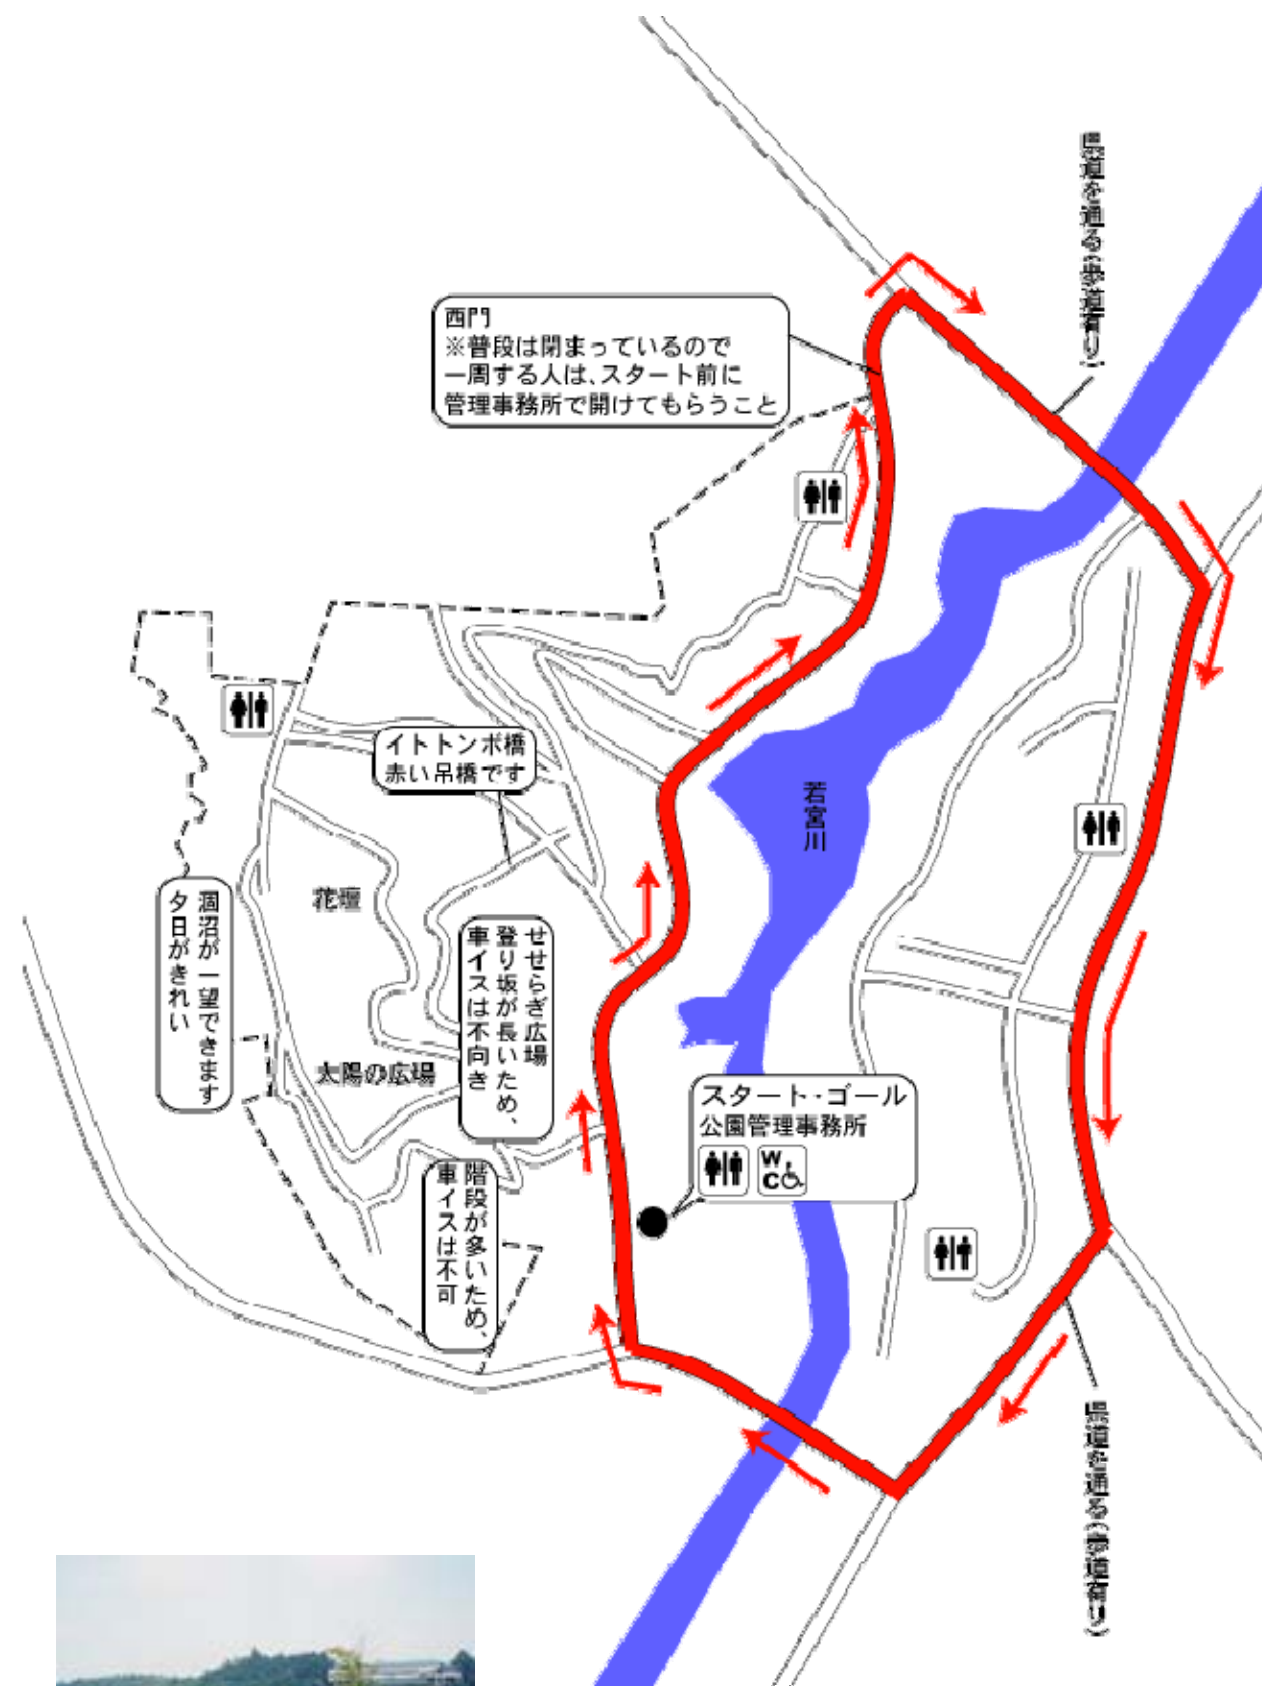 県道を通る(歩道有り)
西門
※普段は閉まっているので
一周する人は、スタート前に
管理事務所で開けてもらうこと
イトトンボ橋
赤い吊橋です
若宮川
花壇
涸沼が一望できます
夕日がきれい
せせらぎ広場
登り坂が長いため、
車イスは不向き
太陽の広場
スタート・ゴール
公園管理事務所
WC
階段が多いため、
車イスは不可
県道を通る(歩道有り)